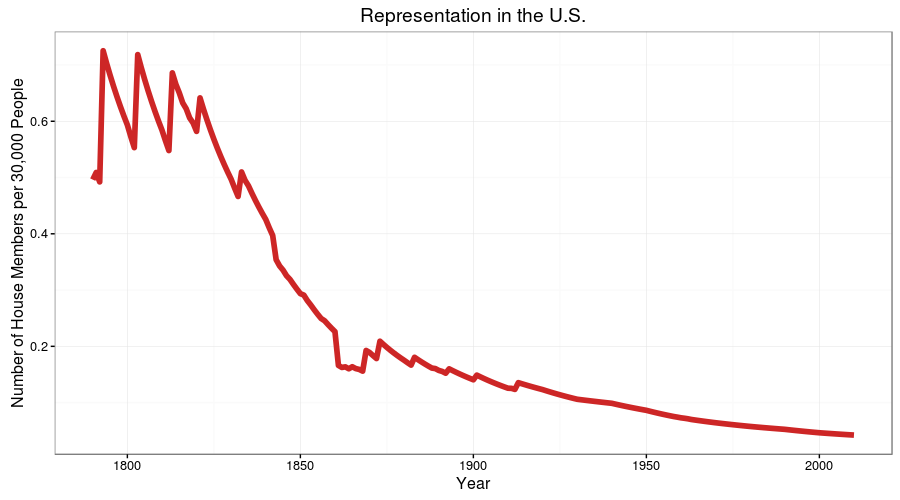 Representation in the U.S.
Number of House Members per 30,000 People
0.6
0.4
0.2
1800 1850 1900 1950 2000
Year